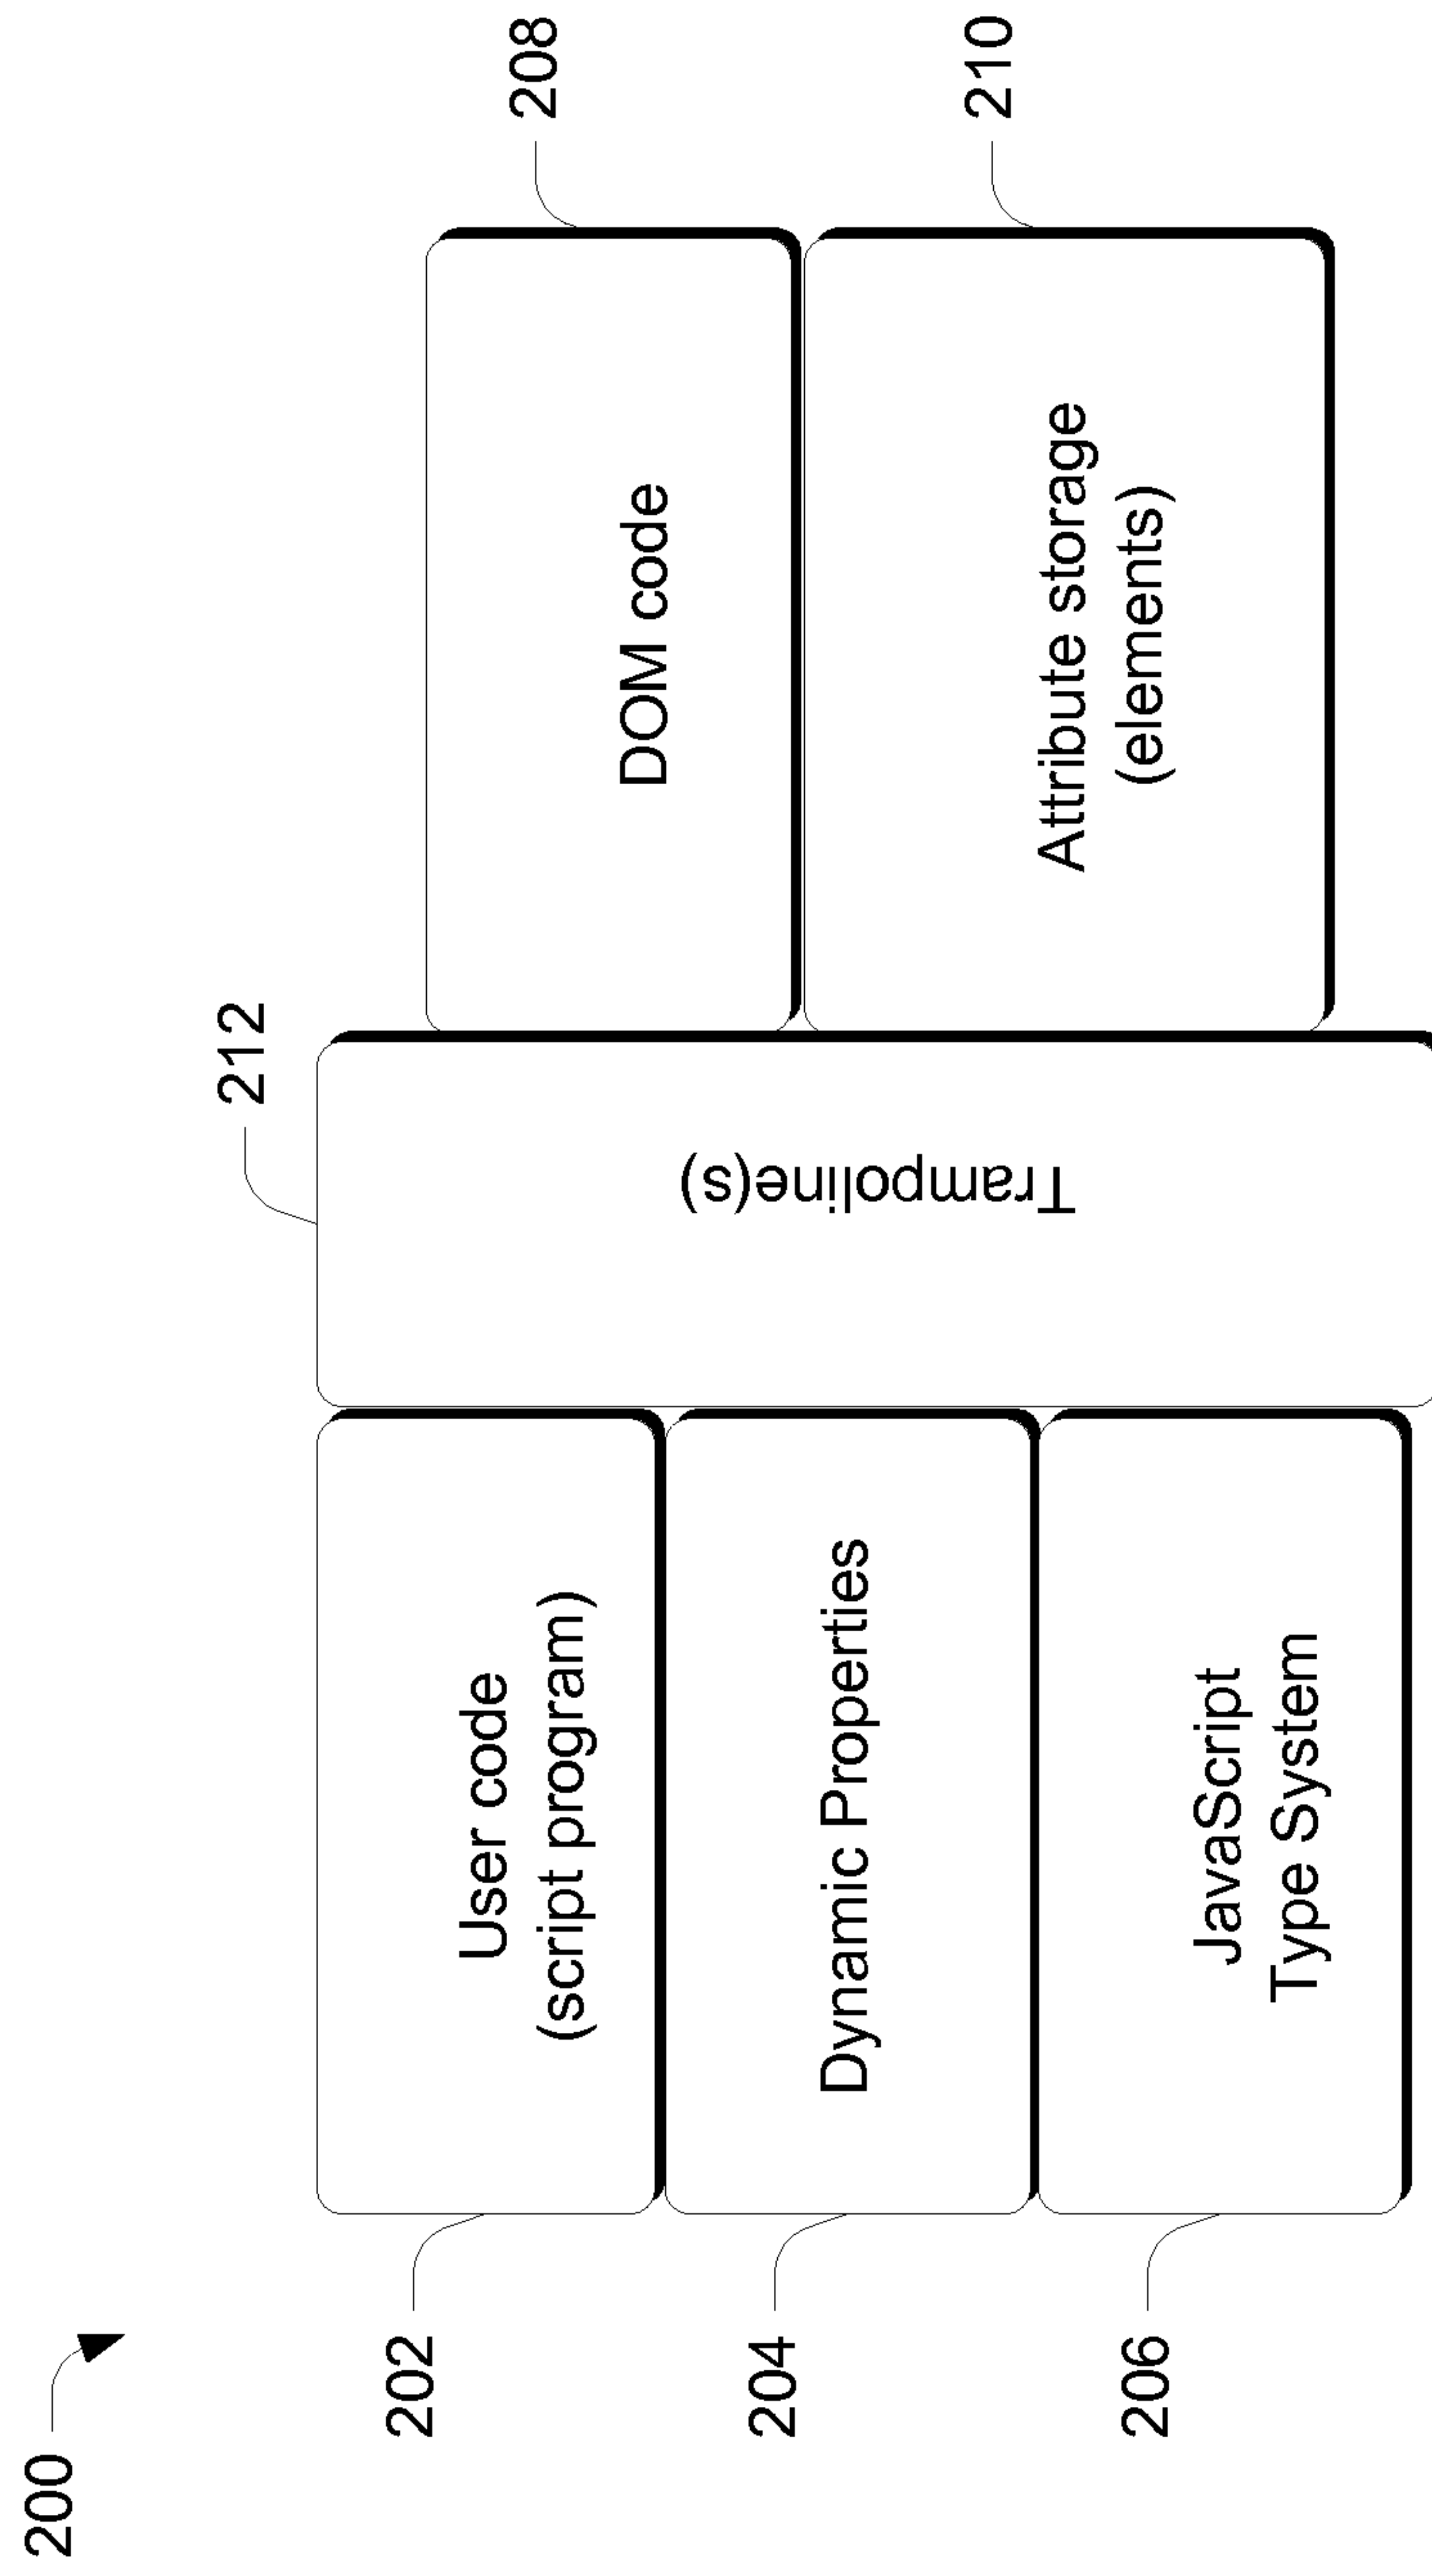 200
202
User code
(script program)
204
Dynamic Properties
206
JavaScript
Type System
212
Trampoline(s)
208
DOM code
210
Attribute storage
(elements)